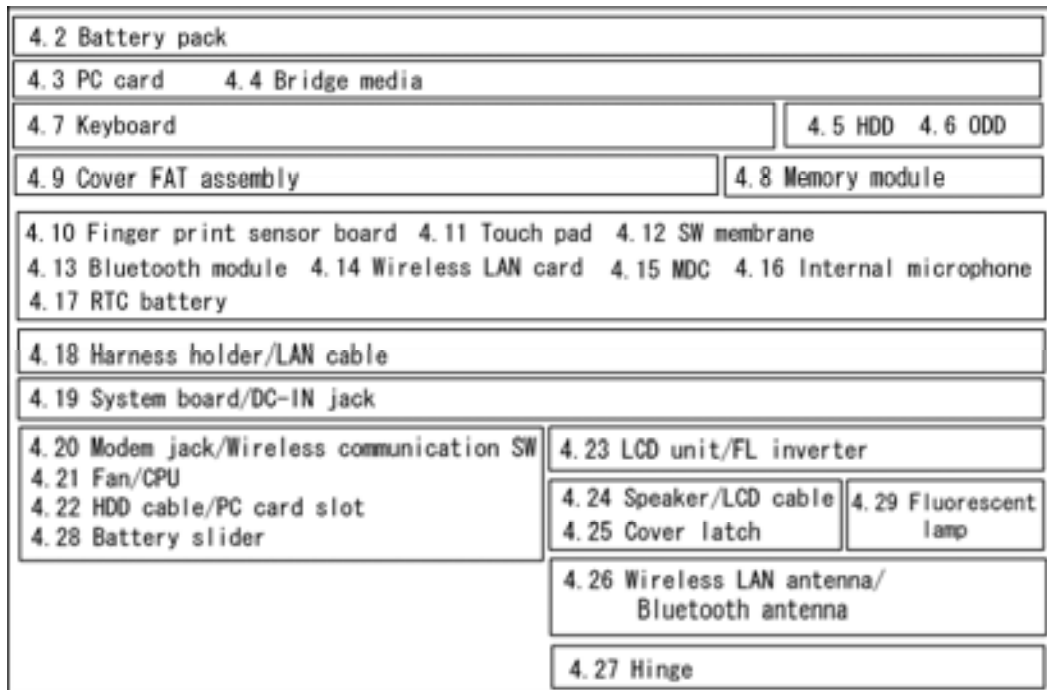 4.2 Battery pack
4.3 PC card 4.4 Bridge media
4.7 Keyboard
4.5 HDD 4.6 ODD
4.9 Cover FAT assembly
4.8 Memory module
4.10 Finger print sensor board 4.11 Touch pad 4.12 SW membrane
4.13 Bluetooth module 4.14 Wireless LAN card 4.15 MDC 4.16 Internal microphone
4.17 RTC battery
4.18 Harness holder/LAN cable
4.19 System board/DC-IN jack
4.20 Modem jack/Wireless communication SW
4.21 Fan/CPU
4.22 HDD cable/PC card slot
4.28 Battery slider
4.23 LCD unit/FL inverter
4.24 Speaker/LCD cable
4.25 Cover latch
4.29 Fluorescent
lamp
4.26 Wireless LAN antenna/
Bluetooth antenna
4.27 Hinge